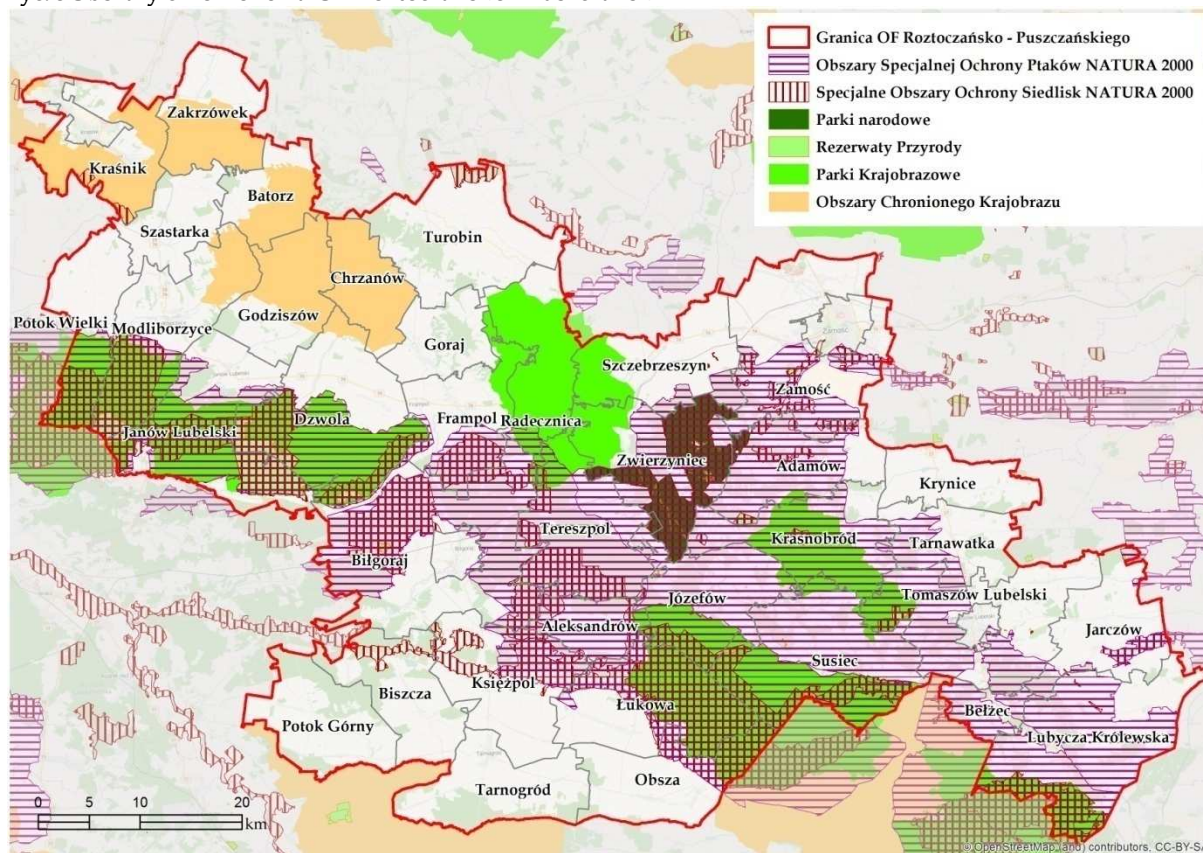 Granica OF Roztoczańsko - Puszczańskiego
Obszary Specjalnej Ochrony Ptaków NATURA 2000
Specjalne Obszary Ochrony Siedlisk NATURA 2000
Parki narodowe
Rezerwaty Przyrody
Parki Krajobrazowe
Obszary Chronionego Krajobrazu
Zakrzówek
Kraśnik
Batorz
Szastarka
Turobin
Chrzanów
Godziszów
Potok Wielki
Modliborzyce
Goraj
Szczebrzeszyn
Zamość
Zamość
Dzwola
Frampol
Radecznica
Janów Lubelski
Zwierzyniec
Adamów
Krynice
Tereszpol
Krasnobród
Tarnawatka
Biłgoraj
Józefów
Tomaszów Lubelski
Aleksandrów
Jarczów
Susiec
Biszcza
Księżpol
Łukowa
Bełżec
Potok Górny
Lubycza Królewska
Obsza
Tarnogród
0 5 10 20
km
© OpenStreetMap (and) contributors, CC-BY-S